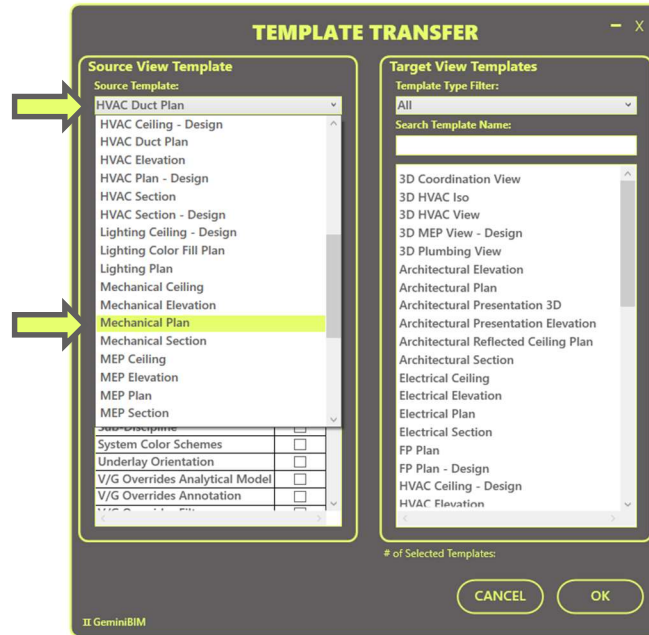 TEMPLATE TRANSFER
– X
Source View Template
Source Template:
HVAC Duct Plan
HVAC Ceiling - Design
HVAC Duct Plan
HVAC Elevation
HVAC Plan - Design
HVAC Section
HVAC Section - Design
Lighting Ceiling - Design
Lighting Color Fill Plan
Lighting Plan
Mechanical Ceiling
Mechanical Elevation
Mechanical Plan
Mechanical Section
MEP Ceiling
MEP Elevation
MEP Plan
MEP Section
Sub-Discipline
System Color Schemes
Underlay Orientation
V/G Overrides Analytical Model
V/G Overrides Annotation
Target View Templates
Template Type Filter:
All
Search Template Name:
3D Coordination View
3D HVAC Iso
3D HVAC View
3D MEP View - Design
3D Plumbing View
Architectural Elevation
Architectural Plan
Architectural Presentation 3D
Architectural Presentation Elevation
Architectural Reflected Ceiling Plan
Architectural Section
Electrical Ceiling
Electrical Elevation
Electrical Plan
Electrical Section
FP Plan
FP Plan - Design
HVAC Ceiling - Design
HVAC Elevation
# of Selected Templates:
CANCEL
OK
II GeminiBIM